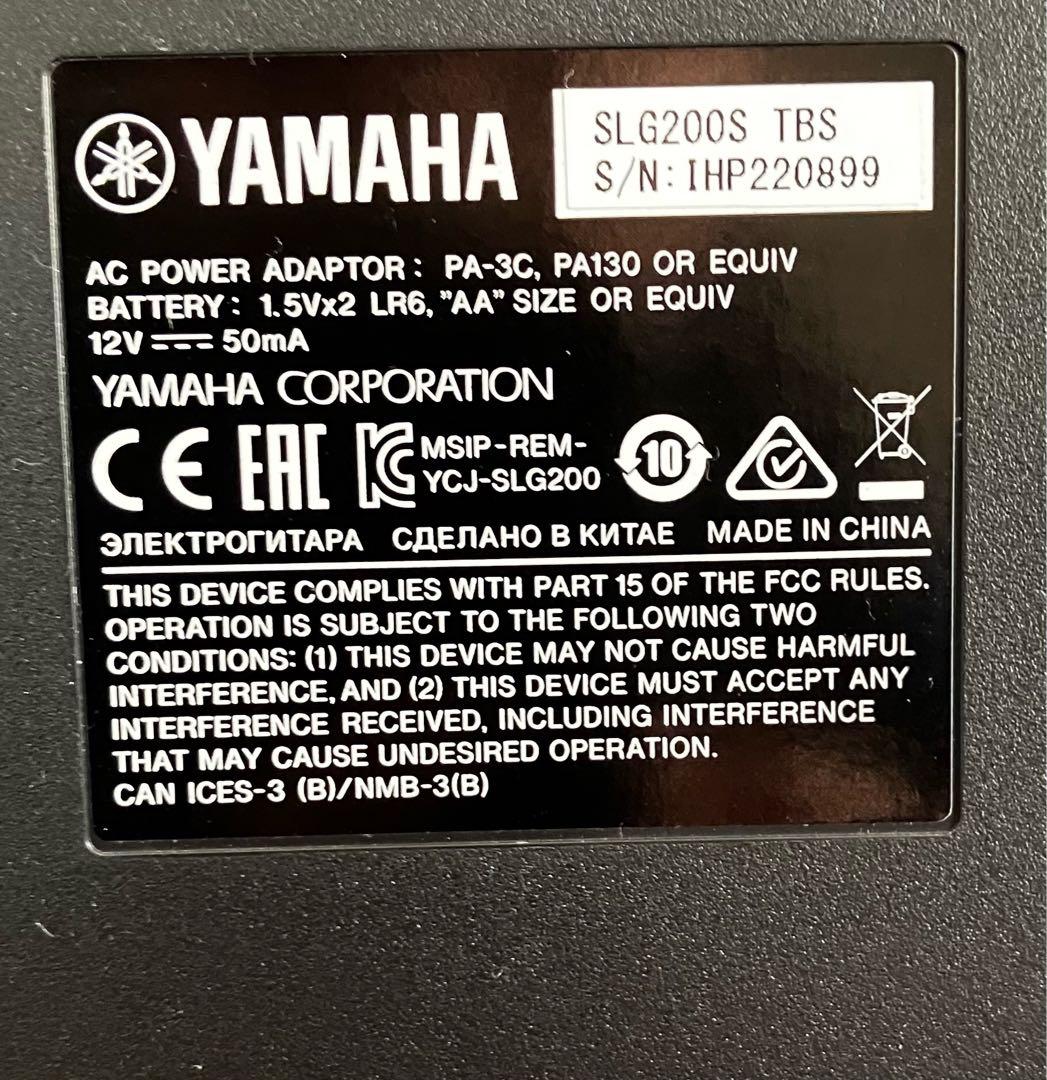 YAMAHA
SLG200S TBS
S/N:IHP220899
AC POWER ADAPTOR: PA-3C, PA130 OR EQUIV
BATTERY: 1.5Vx2 LR6, "AA" SIZE OR EQUIV
12V 50mA
YAMAHA CORPORATION
CE EAC KC MSIP-REM-
YCJ-SLG200
10
ЭЛЕКТРОГИТАРА СДЕЛАНО В КИТАЕ MADE IN CHINA
THIS DEVICE COMPLIES WITH PART 15 OF THE FCC RULES.
OPERATION IS SUBJECT TO THE FOLLOWING TWO
CONDITIONS: (1) THIS DEVICE MAY NOT CAUSE HARMFUL
INTERFERENCE, AND (2) THIS DEVICE MUST ACCEPT ANY
INTERFERENCE RECEIVED, INCLUDING INTERFERENCE
THAT MAY CAUSE UNDESIRED OPERATION.
CAN ICES-3 (B)/NMB-3(B)